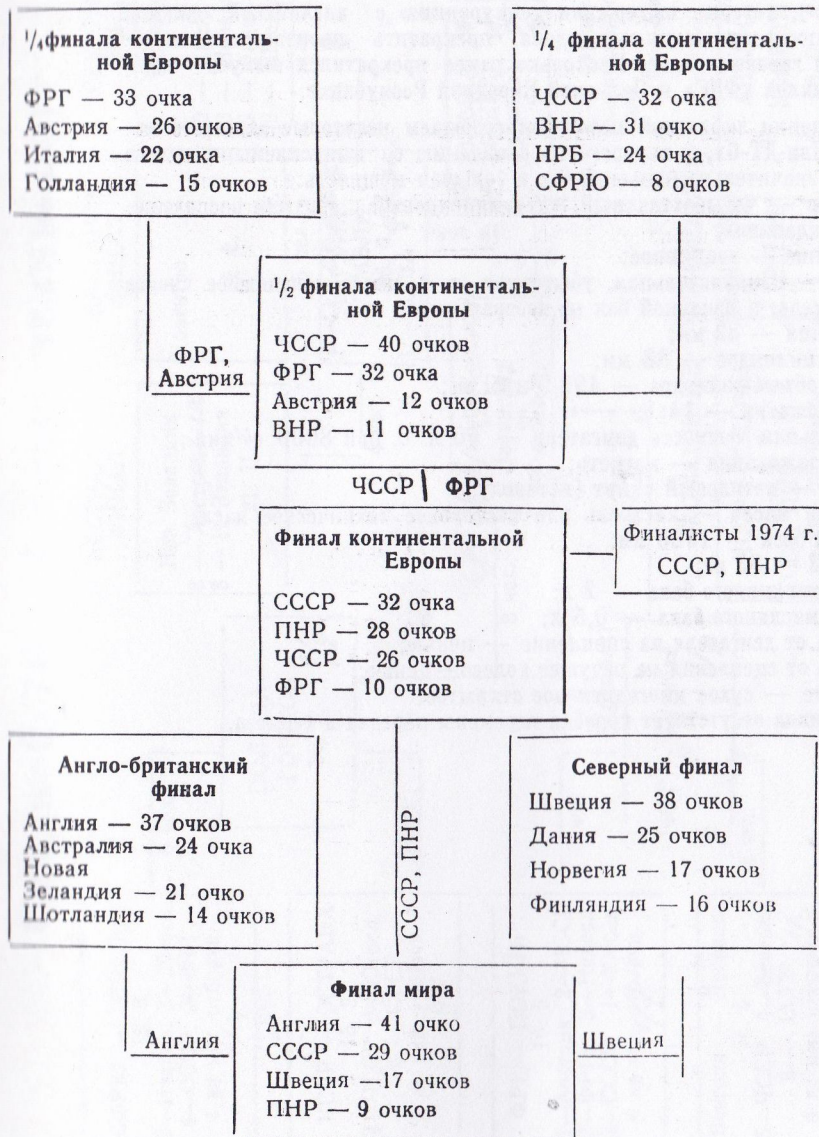 1/4 финала континенталь-
ной Европы
ФРГ — 33 очка
Австрия — 26 очков
Италия — 22 очка
Голландия — 15 очков
1/4 финала континенталь-
ной Европы
ЧССР — 32 очка
ВНР — 31 очко
НРБ — 24 очка
СФРЮ — 8 очков
1/2 финала континенталь-
ной Европы
ЧССР — 40 очков
ФРГ — 32 очка
Австрия — 12 очков
ВНР — 11 очков
ФРГ,
Австрия
ЧССР ФРГ
Финал континентальной
Европы
СССР — 32 очка
ПНР — 28 очков
ЧССР — 26 очков
ФРГ — 10 очков
Финалисты 1974 г.
СССР, ПНР
Англо-британский
финал
Англия — 37 очков
Австралия — 24 очка
Новая
Зеландия — 21 очко
Шотландия — 14 очков
СССР, ПНР
Северный финал
Швеция — 38 очков
Дания — 25 очков
Норвегия — 17 очков
Финляндия — 16 очков
Финал мира
Англия — 41 очко
СССР — 29 очков
Швеция —17 очков
ПНР — 9 очков
Англия
Швеция